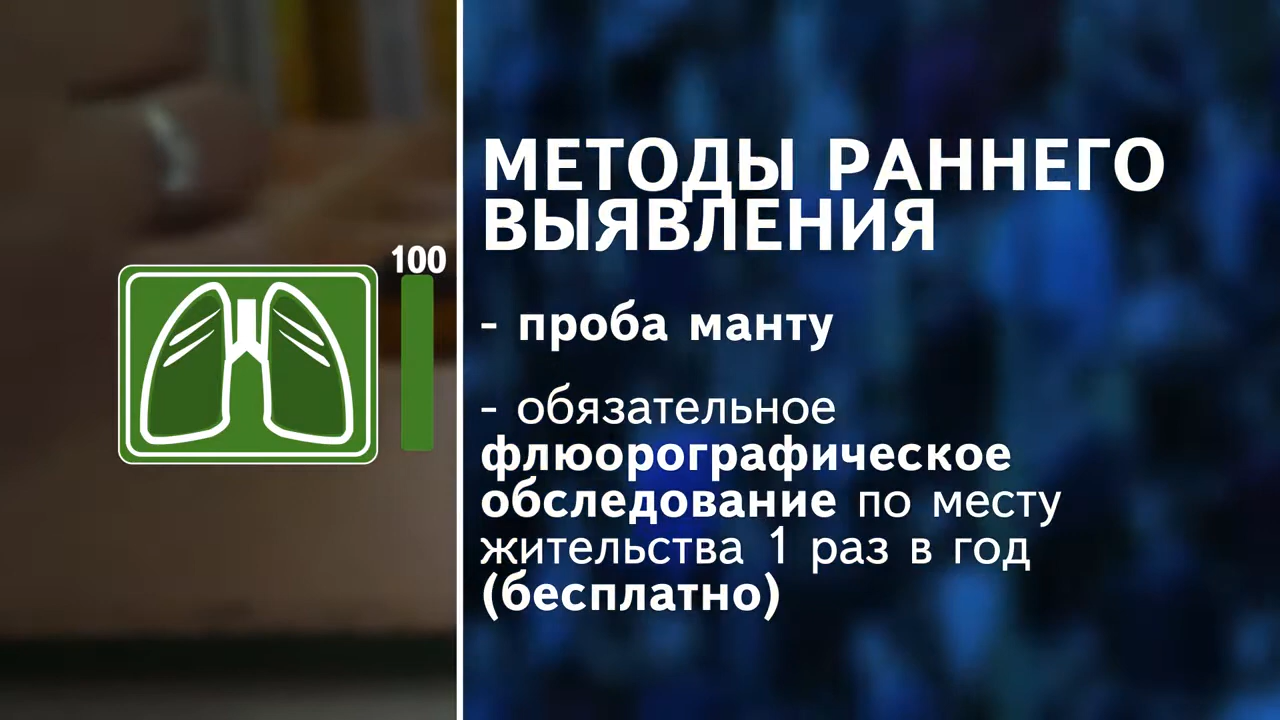 100
МЕТОДЫ РАННЕГО
ВЫЯВЛЕНИЯ
- проба манту
- обязательное
флюорографическое
обследование по месту
жительства 1 раз в год
(бесплатно)